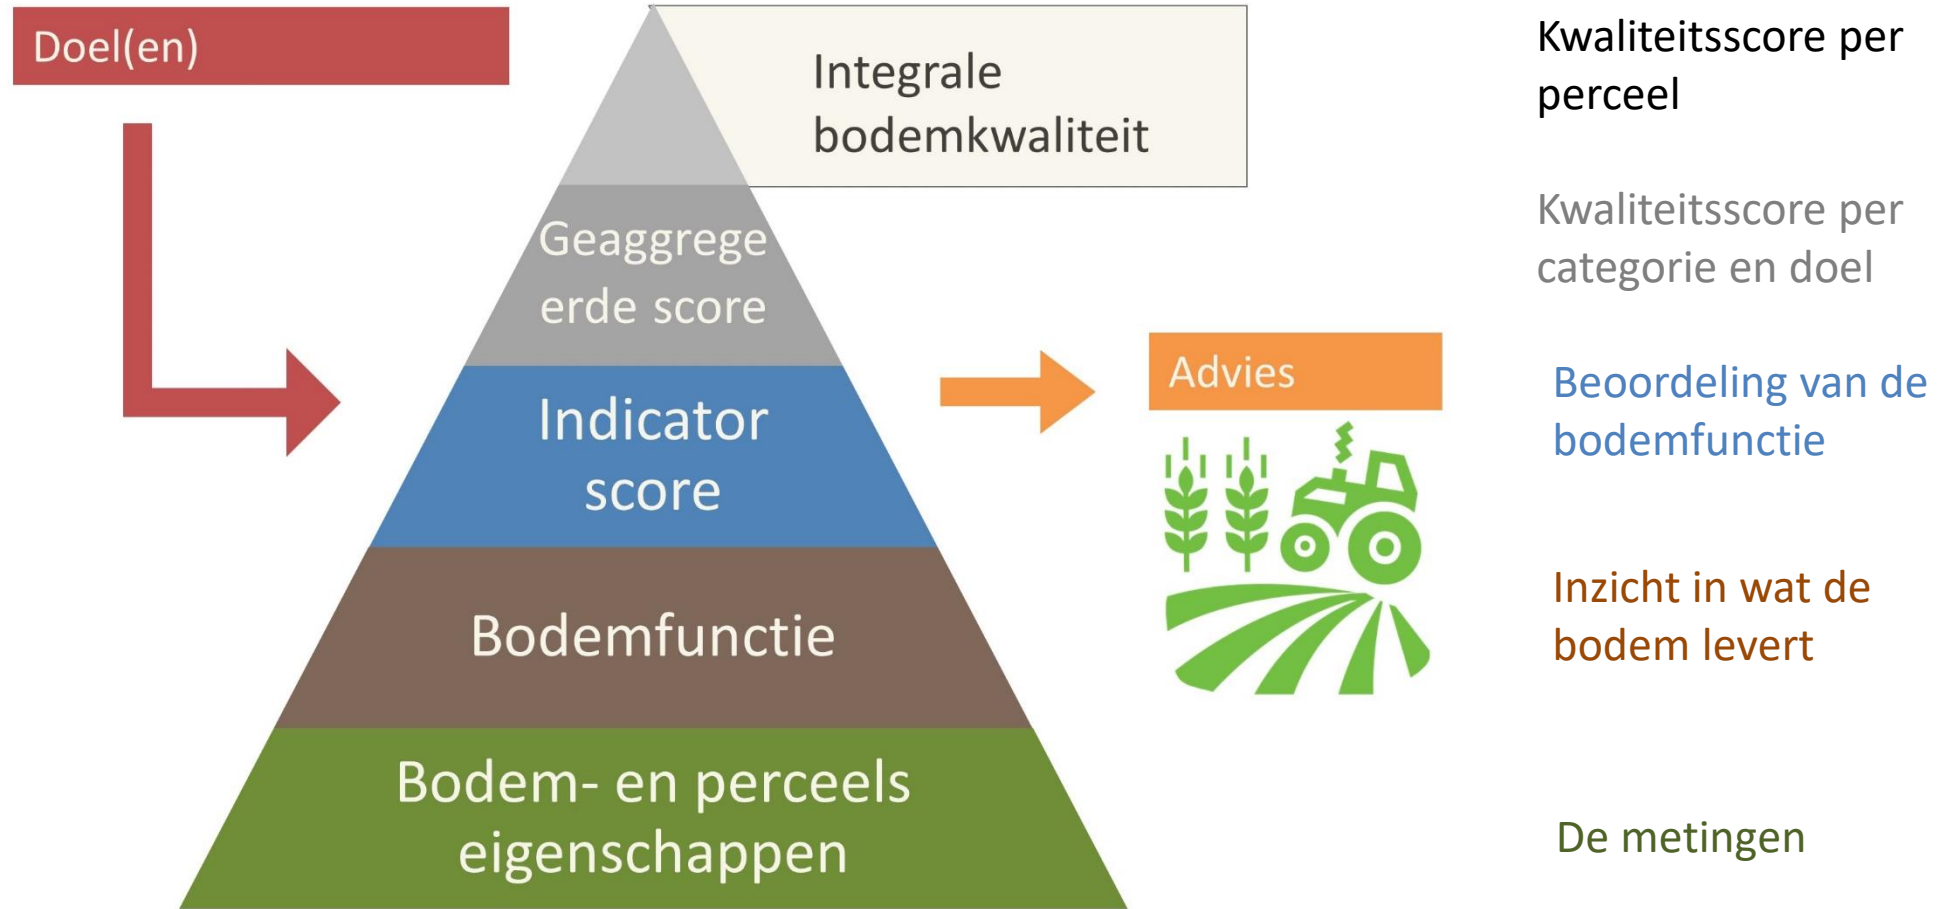 Doel(en)
Integrale
bodemkwaliteit
Geaggrege
erde score
Indicator
score
Bodemfunctie
Bodem- en perceels
eigenschappen
Advies
Kwaliteitsscore per
perceel
Kwaliteitsscore per
categorie en doel
Beoordeling van de
bodemfunctie
Inzicht in wat de
bodem levert
De metingen